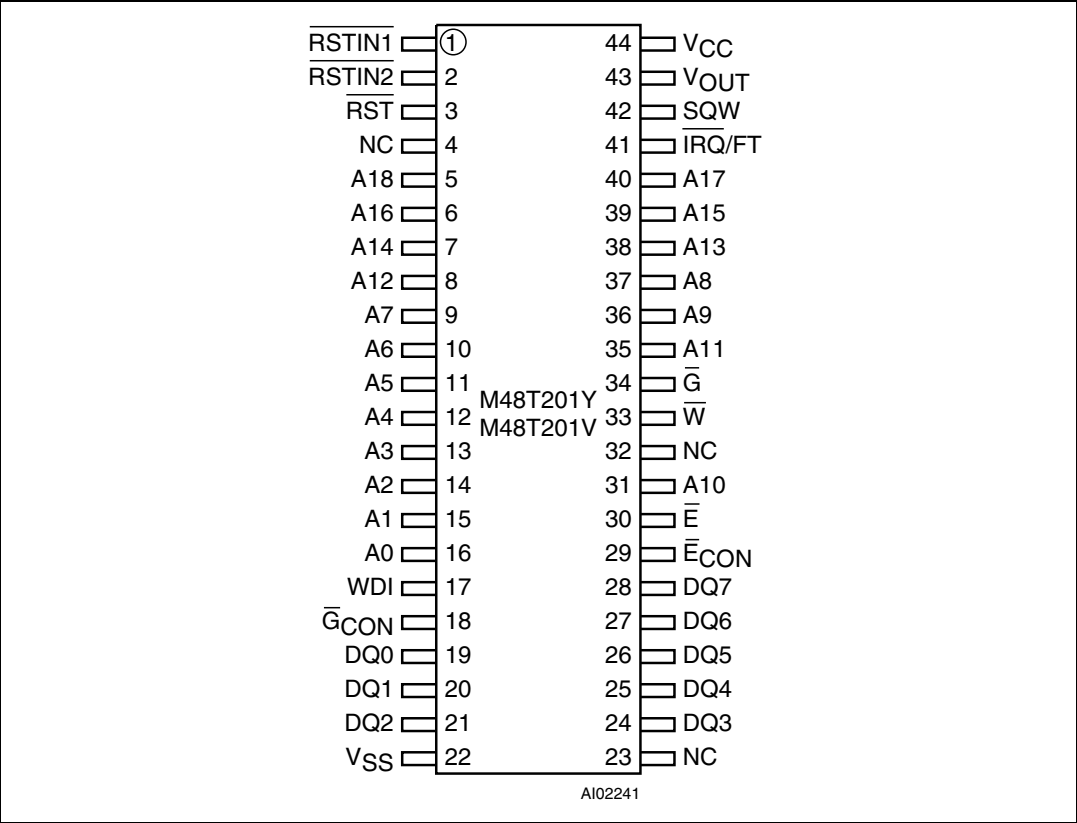 RSTIN1 1 44 VCC
RSTIN2 2 43 VOUT
RST 3 42 SQW
NC 4 41 IRQ/FT
A18 5 40 A17
A16 6 39 A15
A14 7 38 A13
A12 8 37 A8
A7 9 36 A9
A6 10 35 A11
A5 11 34 G
M48T201Y
A4 12 33 W
M48T201V
A3 13 32 NC
A2 14 31 A10
A1 15 30 E
A0 16 29 ECON
WDI 17 28 DQ7
GCON 18 27 DQ6
DQ0 19 26 DQ5
DQ1 20 25 DQ4
DQ2 21 24 DQ3
VSS 22 23 NC
AI02241